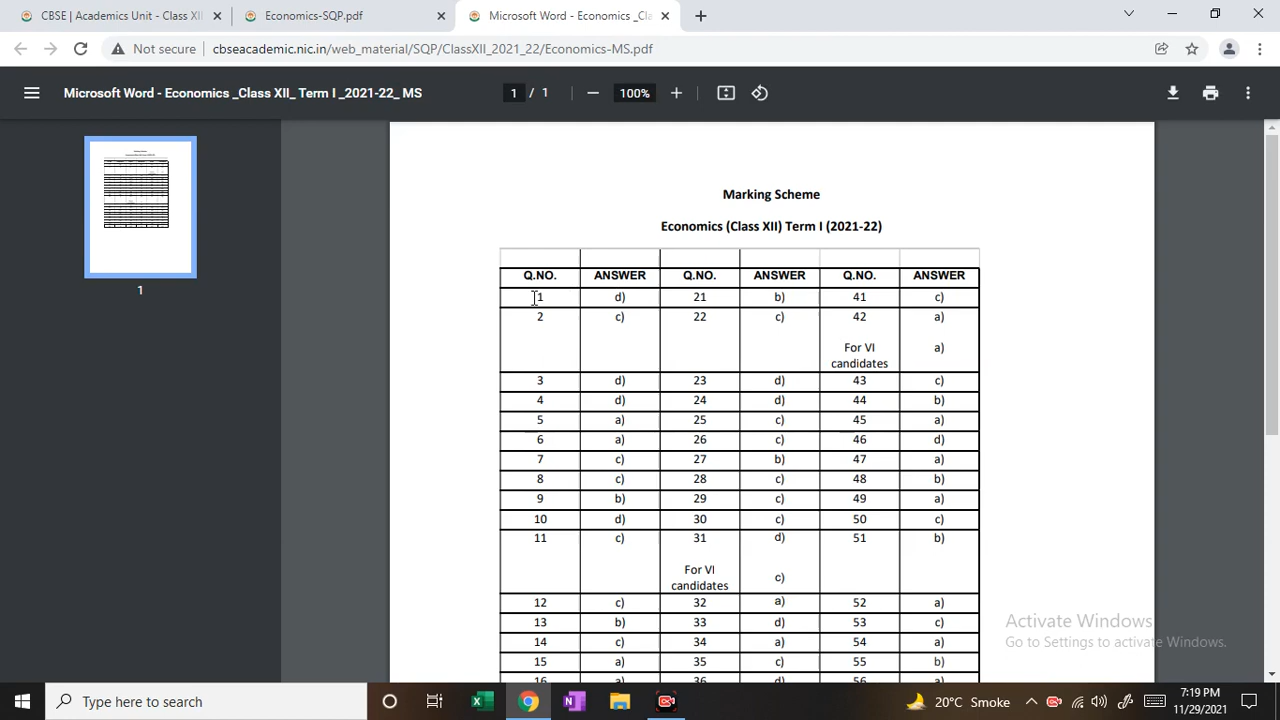 CBSE | Academics Unit - Class XII
Economics-SQP.pdf
Microsoft Word - Economics _Cla
Not secure
cbseacademic.nic.in/web_material/SQP/ClassXII_2021_22/Economics-MS.pdf
Microsoft Word - Economics _Class XII_ Term I _2021-22_ MS
1 / 1
100%
1
Marking Scheme
Economics (Class XII) Term I (2021-22)
Q.NO. ANSWER Q.NO. ANSWER Q.NO. ANSWER
1 d) 21 b) 41 c)
2 c) 22 c) 42 a)
For VI a)
candidates
3 d) 23 d) 43 c)
4 d) 24 d) 44 b)
5 a) 25 c) 45 a)
6 a) 26 c) 46 d)
7 c) 27 b) 47 a)
8 c) 28 c) 48 b)
9 b) 29 c) 49 a)
10 d) 30 c) 50 c)
11 c) 31 d) 51 b)
For VI c)
candidates
12 c) 32 a) 52 a)
13 b) 33 d) 53 c)
14 c) 34 a) 54 a)
15 a) 35 c) 55 b)
16 a) 36 d) 56 a)
Activate Windows
Go to Settings to activate Windows.
Type here to search
20°C Smoke
7:19 PM
11/29/2021